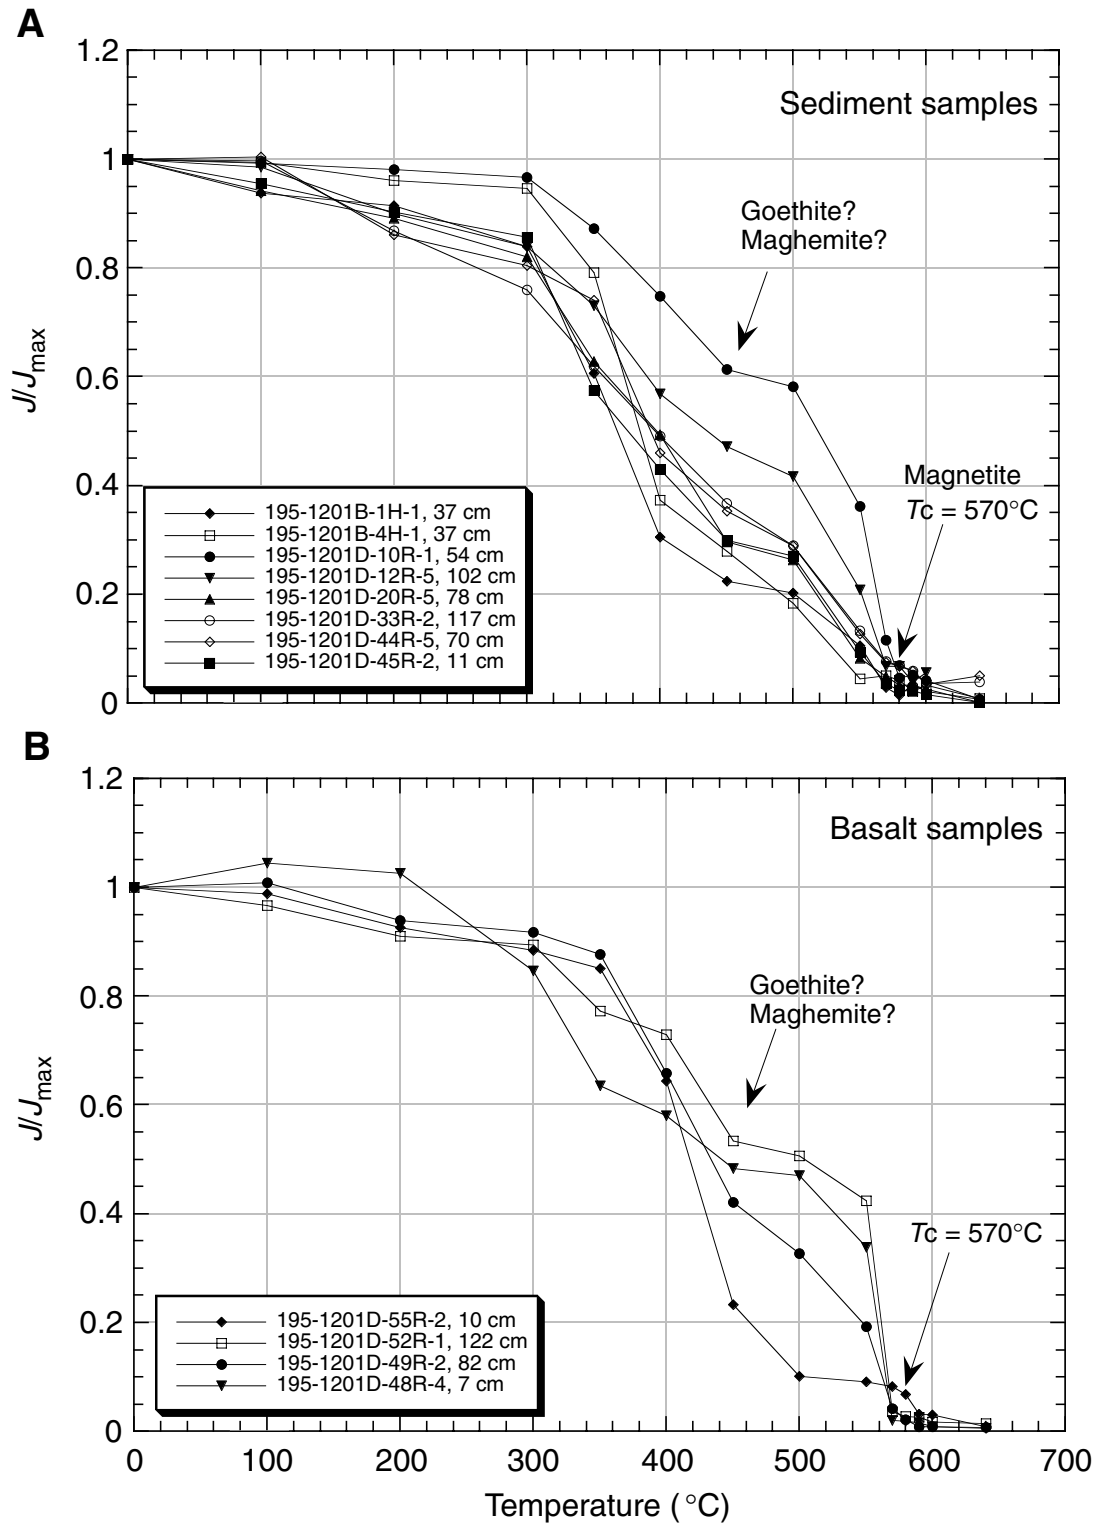 A
1.2
1
0.8
0.6
0.4
0.2
0
J/Jmax
Sediment samples
Goethite?
Maghemite?
Magnetite
Tc = 570°C
195-1201B-1H-1, 37 cm
195-1201B-4H-1, 37 cm
195-1201D-10R-1, 54 cm
195-1201D-12R-5, 102 cm
195-1201D-20R-5, 78 cm
195-1201D-33R-2, 117 cm
195-1201D-44R-5, 70 cm
195-1201D-45R-2, 11 cm
B
1.2
1
0.8
0.6
0.4
0.2
0
J/Jmax
Basalt samples
Goethite?
Maghemite?
Tc = 570°C
195-1201D-55R-2, 10 cm
195-1201D-52R-1, 122 cm
195-1201D-49R-2, 82 cm
195-1201D-48R-4, 7 cm
0 100 200 300 400 500 600 700
Temperature (°C)